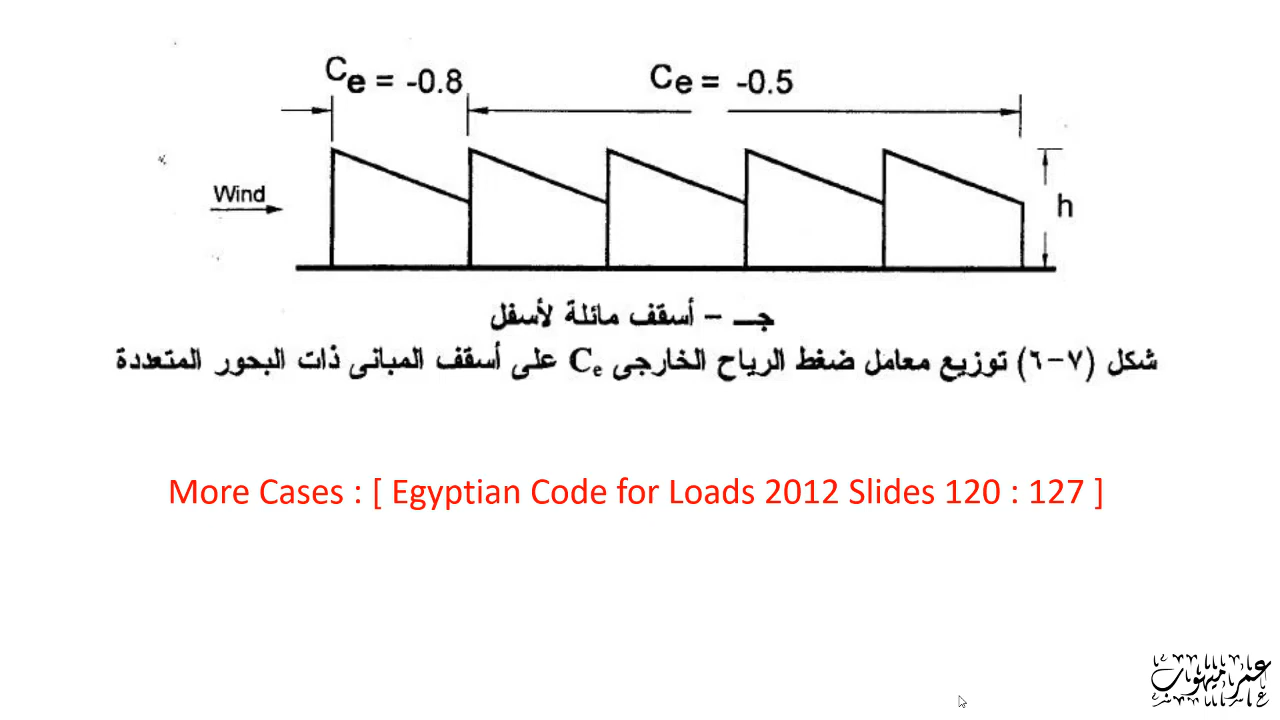 Ce = -0.8
Ce = -0.5
Wind
h
جـ – أسقف مائلة لأسفل
شكل (٧-٦) توزيع معامل ضغط الرياح الخارجى Ce على أسقف المبانى ذات البحور المتعددة
More Cases : [ Egyptian Code for Loads 2012 Slides 120 : 127 ]